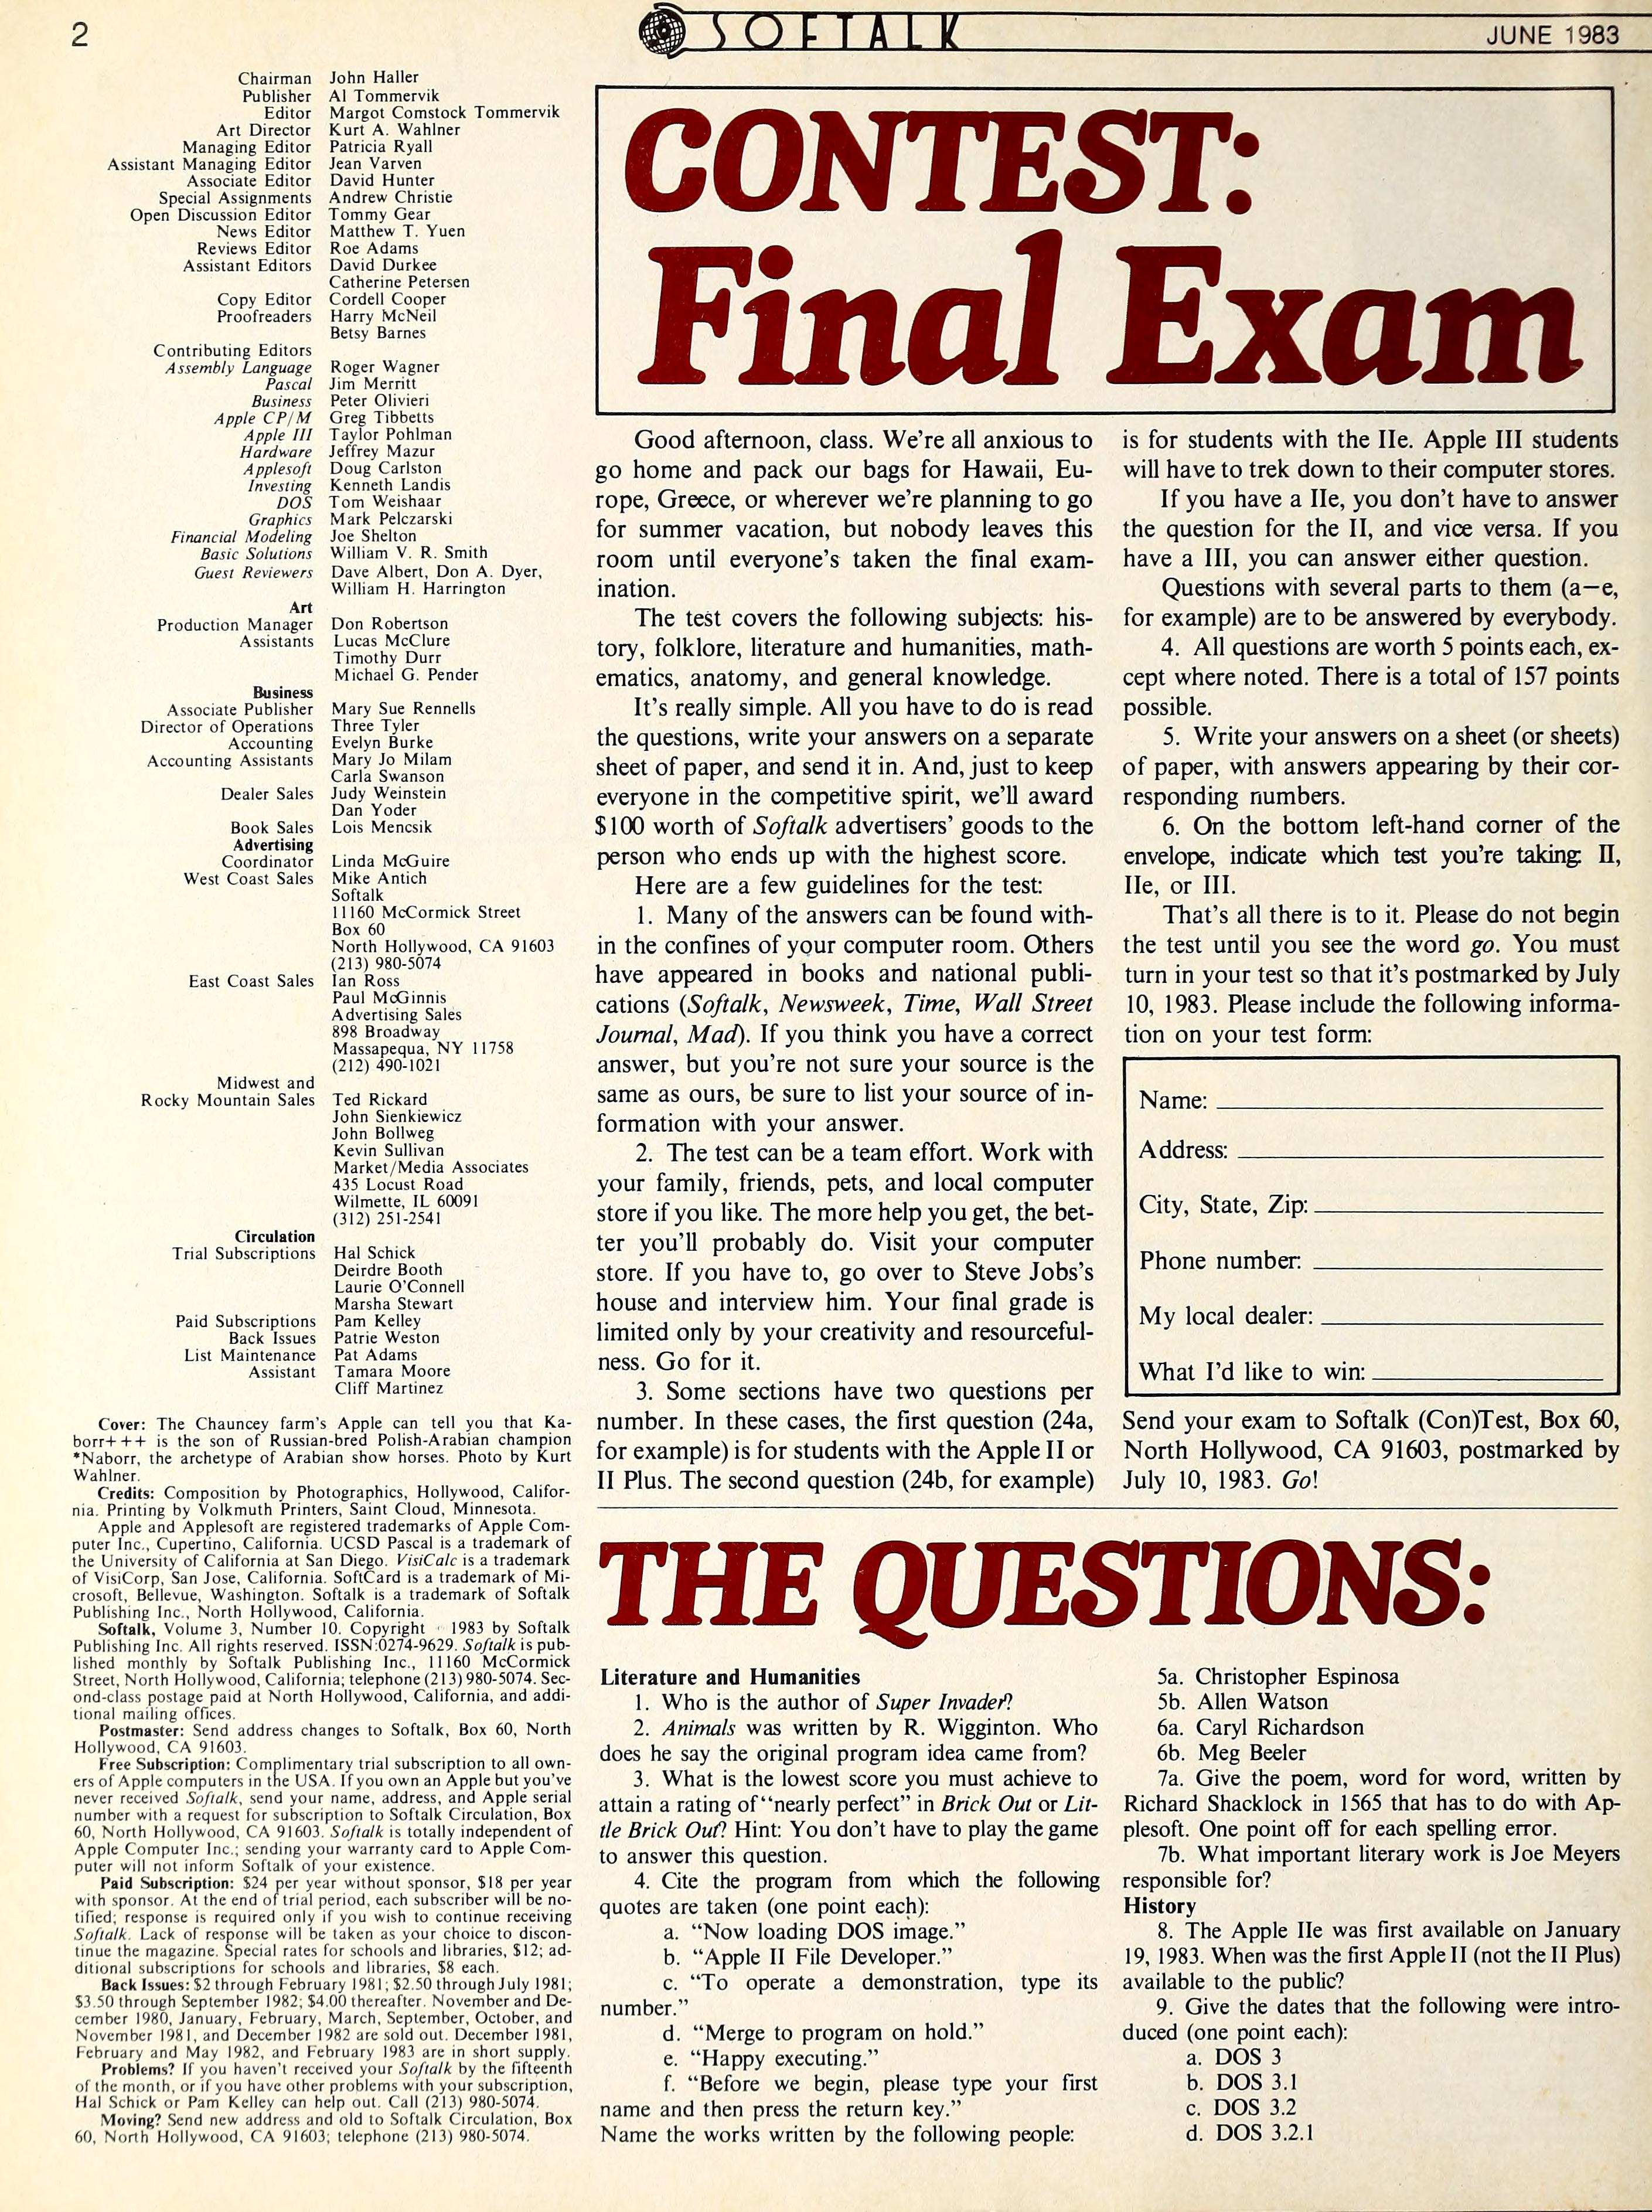 2
SOFTALK
JUNE 1983
Chairman John Haller
Publisher Al Tommervik
Editor Margot Comstock Tommervik
Art Director Kurt A. Wahlner
Managing Editor Patricia Ryall
Assistant Managing Editor Jean Varven
Associate Editor David Hunter
Special Assignments Andrew Christie
Open Discussion Editor Tommy Gear
News Editor Matthew T. Yuen
Reviews Editor Roe Adams
Assistant Editors David Durkee
Catherine Petersen
Copy Editor Cordell Cooper
Proofreaders Harry McNeil
Betsy Barnes
Contributing Editors
Assembly Language Roger Wagner
Pascal Jim Merritt
Business Peter Olivieri
Apple CP/M Greg Tibbetts
Apple III Taylor Pohlman
Hardware Jeffrey Mazur
Applesoft Doug Carlston
Investing Kenneth Landis
DOS Tom Weishaar
Graphics Mark Pelczarski
Financial Modeling Joe Shelton
Basic Solutions William V. R. Smith
Guest Reviewers Dave Albert, Don A. Dyer,
William H. Harrington
Art
Production Manager Don Robertson
Assistants Lucas McClure
Timothy Durr
Michael G. Pender
Business
Associate Publisher Mary Sue Rennells
Director of Operations Three Tyler
Accounting Evelyn Burke
Accounting Assistants Mary Jo Milam
Carla Swanson
Dealer Sales Judy Weinstein
Dan Yoder
Book Sales Lois Mencsik
Advertising
Coordinator Linda McGuire
West Coast Sales Mike Antich
Softalk
11160 McCormick Street
Box 60
North Hollywood, CA 91603
(213) 980-5074
East Coast Sales Ian Ross
Paul McGinnis
Advertising Sales
898 Broadway
Massapequa, NY 11758
(212) 490-1021
Midwest and
Rocky Mountain Sales Ted Rickard
John Sienkiewicz
John Bollweg
Kevin Sullivan
Market/Media Associates
435 Locust Road
Wilmette, IL 60091
(312) 251-2541
Circulation
Trial Subscriptions Hal Schick
Deirdre Booth
Laurie O'Connell
Marsha Stewart
Paid Subscriptions Pam Kelley
Back Issues Patrie Weston
List Maintenance Pat Adams
Assistant Tamara Moore
Cliff Martinez
Cover: The Chauncey farm's Apple can tell you that Ka-
borr+++ is the son of Russian-bred Polish-Arabian champion
*Naborr, the archetype of Arabian show horses. Photo by Kurt
Wahlner.
Credits: Composition by Photographics, Hollywood, Califor-
nia. Printing by Volkmuth Printers, Saint Cloud, Minnesota.
Apple and Applesoft are registered trademarks of Apple Com-
puter Inc., Cupertino, California. UCSD Pascal is a trademark of
the University of California at San Diego. VisiCalc is a trademark
of VisiCorp, San Jose, California. SoftCard is a trademark of Mi-
crosoft, Bellevue, Washington. Softalk is a trademark of Softalk
Publishing Inc., North Hollywood, California.
Softalk, Volume 3, Number 10. Copyright 1983 by Softalk
Publishing Inc. All rights reserved. ISSN:0274-9629. Softalk is pub-
lished monthly by Softalk Publishing Inc., 11160 McCormick
Street, North Hollywood, California; telephone (213) 980-5074. Sec-
ond-class postage paid at North Hollywood, California, and addi-
tional mailing offices.
Postmaster: Send address changes to Softalk, Box 60, North
Hollywood, CA 91603.
Free Subscription: Complimentary trial subscription to all own-
ers of Apple computers in the USA. If you own an Apple but you've
never received Softalk, send your name, address, and Apple serial
number with a request for subscription to Softalk Circulation, Box
60, North Hollywood, CA 91603. Softalk is totally independent of
Apple Computer Inc.; sending your warranty card to Apple Com-
puter will not inform Softalk of your existence.
Paid Subscription: $24 per year without sponsor, $18 per year
with sponsor. At the end of trial period, each subscriber will be no-
tified; response is required only if you wish to continue receiving
Softalk. Lack of response will be taken as your choice to discon-
tinue the magazine. Special rates for schools and libraries, $12; ad-
ditional subscriptions for schools and libraries, $8 each.
Back Issues: $2 through February 1981; $2.50 through July 1981;
$3.50 through September 1982; $4.00 thereafter. November and De-
cember 1980, January, February, March, September, October, and
November 1981, and December 1982 are sold out. December 1981,
February and May 1982, and February 1983 are in short supply.
Problems? If you haven't received your Softalk by the fifteenth
of the month, or if you have other problems with your subscription,
Hal Schick or Pam Kelley can help out. Call (213) 980-5074.
Moving? Send new address and old to Softalk Circulation, Box
60, North Hollywood, CA 91603; telephone (213) 980-5074.
CONTEST:
Final Exam
Good afternoon, class. We're all anxious to
go home and pack our bags for Hawaii, Eu-
rope, Greece, or wherever we're planning to go
for summer vacation, but nobody leaves this
room until everyone's taken the final exam-
ination.
The test covers the following subjects: his-
tory, folklore, literature and humanities, math-
ematics, anatomy, and general knowledge.
It's really simple. All you have to do is read
the questions, write your answers on a separate
sheet of paper, and send it in. And, just to keep
everyone in the competitive spirit, we'll award
$100 worth of Softalk advertisers' goods to the
person who ends up with the highest score.
Here are a few guidelines for the test:
1. Many of the answers can be found with-
in the confines of your computer room. Others
have appeared in books and national publi-
cations (Softalk, Newsweek, Time, Wall Street
Journal, Mad). If you think you have a correct
answer, but you're not sure your source is the
same as ours, be sure to list your source of in-
formation with your answer.
2. The test can be a team effort. Work with
your family, friends, pets, and local computer
store if you like. The more help you get, the bet-
ter you'll probably do. Visit your computer
store. If you have to, go over to Steve Jobs's
house and interview him. Your final grade is
limited only by your creativity and resourceful-
ness. Go for it.
3. Some sections have two questions per
number. In these cases, the first question (24a,
for example) is for students with the Apple II or
II Plus. The second question (24b, for example)
is for students with the IIe. Apple III students
will have to trek down to their computer stores.
If you have a IIe, you don't have to answer
the question for the II, and vice versa. If you
have a III, you can answer either question.
Questions with several parts to them (a–e,
for example) are to be answered by everybody.
4. All questions are worth 5 points each, ex-
cept where noted. There is a total of 157 points
possible.
5. Write your answers on a sheet (or sheets)
of paper, with answers appearing by their cor-
responding numbers.
6. On the bottom left-hand corner of the
envelope, indicate which test you're taking: II,
IIe, or III.
That's all there is to it. Please do not begin
the test until you see the word go. You must
turn in your test so that it's postmarked by July
10, 1983. Please include the following informa-
tion on your test form:
Name:
Address:
City, State, Zip:
Phone number:
My local dealer:
What I'd like to win:
Send your exam to Softalk (Con)Test, Box 60,
North Hollywood, CA 91603, postmarked by
July 10, 1983. Go!
THE QUESTIONS:
Literature and Humanities
1. Who is the author of Super Invader?
2. Animals was written by R. Wigginton. Who
does he say the original program idea came from?
3. What is the lowest score you must achieve to
attain a rating of "nearly perfect" in Brick Out or Lit-
tle Brick Out? Hint: You don't have to play the game
to answer this question.
4. Cite the program from which the following
quotes are taken (one point each):
a. "Now loading DOS image."
b. "Apple II File Developer."
c. "To operate a demonstration, type its
number."
d. "Merge to program on hold."
e. "Happy executing."
f. "Before we begin, please type your first
name and then press the return key."
Name the works written by the following people:
5a. Christopher Espinosa
5b. Allen Watson
6a. Caryl Richardson
6b. Meg Beeler
7a. Give the poem, word for word, written by
Richard Shacklock in 1565 that has to do with Ap-
plesoft. One point off for each spelling error.
7b. What important literary work is Joe Meyers
responsible for?
History
8. The Apple IIe was first available on January
19, 1983. When was the first Apple II (not the II Plus)
available to the public?
9. Give the dates that the following were intro-
duced (one point each):
a. DOS 3
b. DOS 3.1
c. DOS 3.2
d. DOS 3.2.1